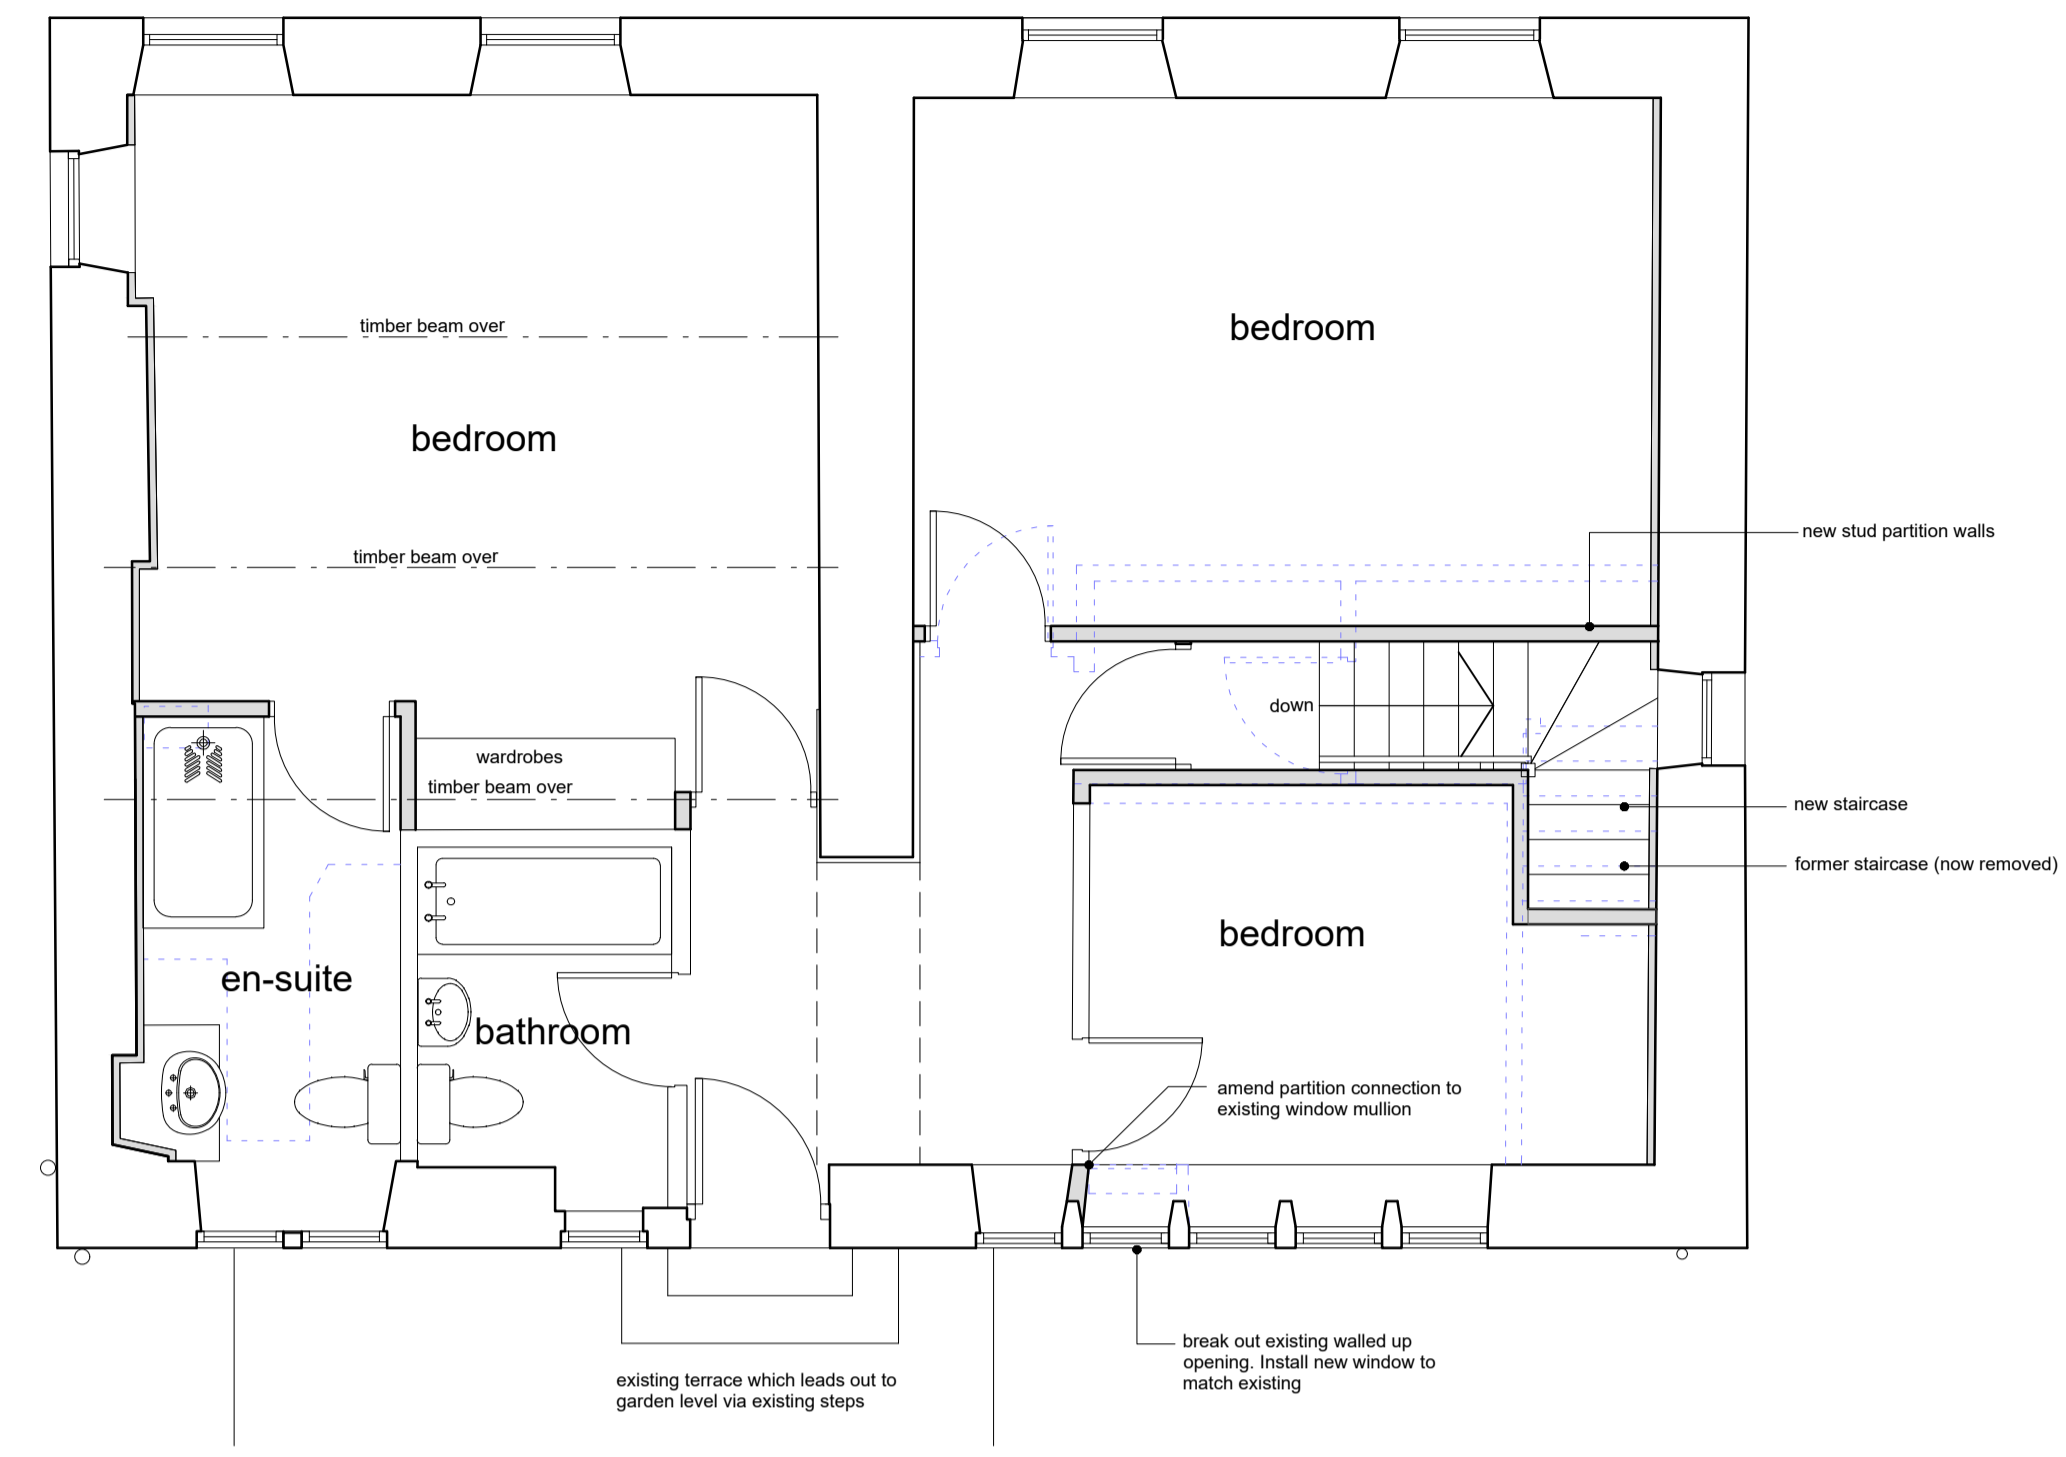 timber beam over
bedroom
bedroom
timber beam over
new stud partition walls
down
wardrobes
timber beam over
new staircase
former staircase (now removed)
bedroom
en-suite
bathroom
amend partition connection to
existing window mullion
break out existing walled up
opening. Install new window to
match existing
existing terrace which leads out to
garden level via existing steps